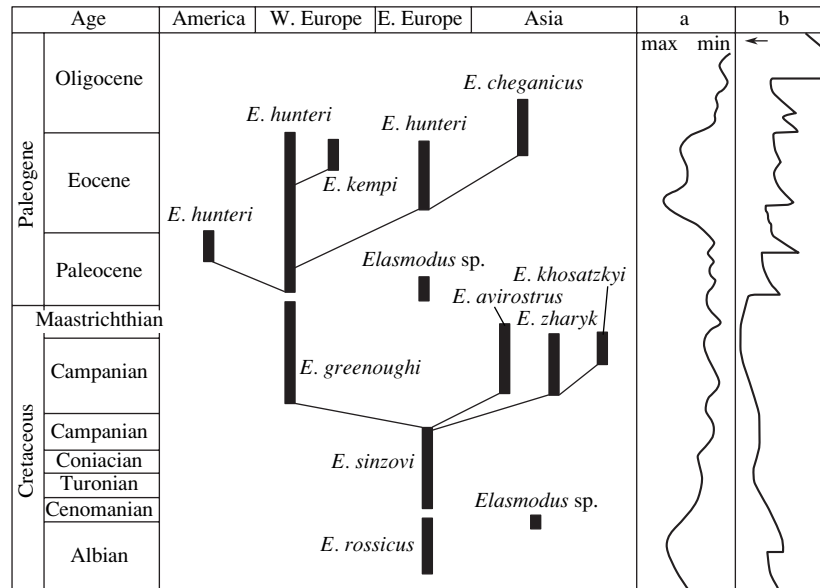 Age America W. Europe E. Europe Asia a b
max min
Oligocene
E. cheganicus
E. hunteri E. hunteri
Paleogene
Eocene
E. kempi
E. hunteri
Elasmodus sp.
Paleocene
E. khosatzkyi
E. avirostrus
Maastrichthian
E. zharyk
E. greenoughi
Campanian
Cretaceous
Campanian
Coniacian
E. sinzovi
Turonian
Elasmodus sp.
Cenomanian
E. rossicus
Albian